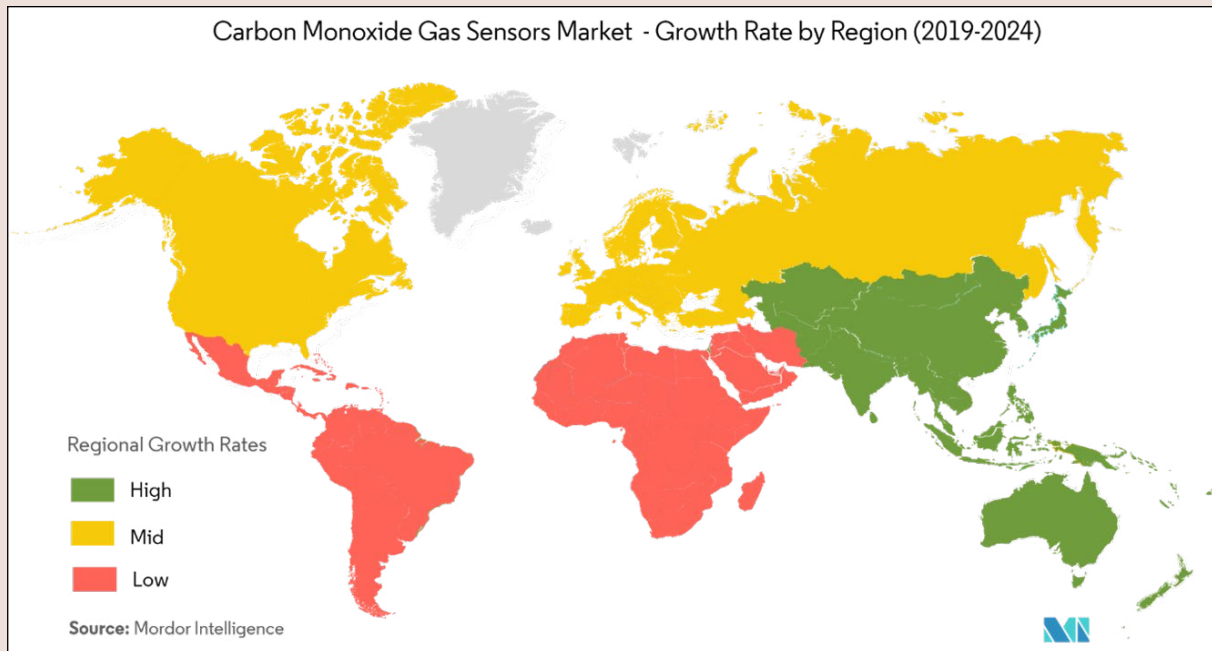 Carbon Monoxide Gas Sensors Market - Growth Rate by Region (2019-2024)
Regional Growth Rates
High
Mid
Low
Source: Mordor Intelligence